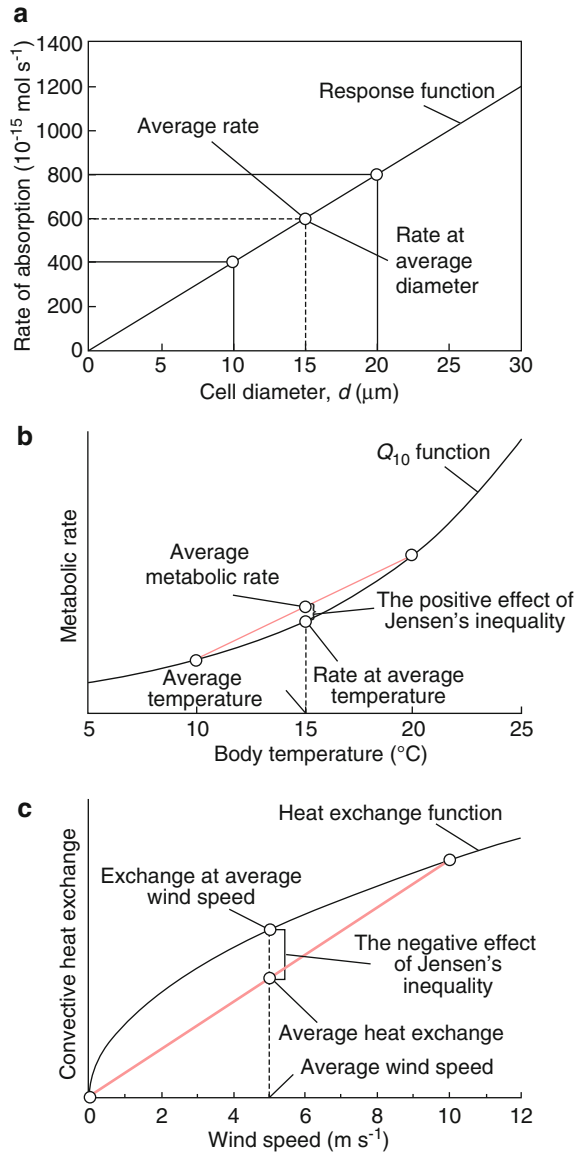 a
Rate of absorption (10⁻¹⁵ mol s⁻¹)
1400
1200
1000
800
600
400
200
0
Response function
Average rate
Rate at
average
diameter
0 5 10 15 20 25 30
Cell diameter, d (μm)
b
Metabolic rate
Q₁₀ function
Average
metabolic rate
The positive effect of
Jensen's inequality
Average
temperature
Rate at average
temperature
5 10 15 20 25
Body temperature (°C)
c
Convective heat exchange
Heat exchange function
Exchange at average
wind speed
The negative effect
of Jensen's
inequality
Average heat exchange
Average wind speed
0 2 4 6 8 10 12
Wind speed (m s⁻¹)